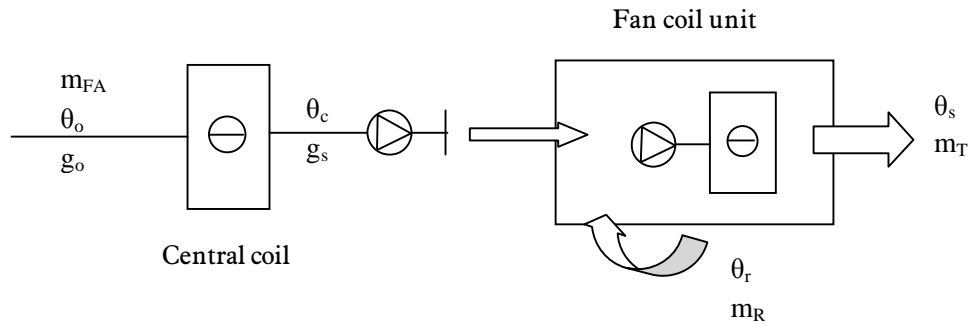 Fan coil unit
m_FA
θ_o
g_o
θ_c
g_s
θ_s
m_T
Central coil
θ_r
m_R